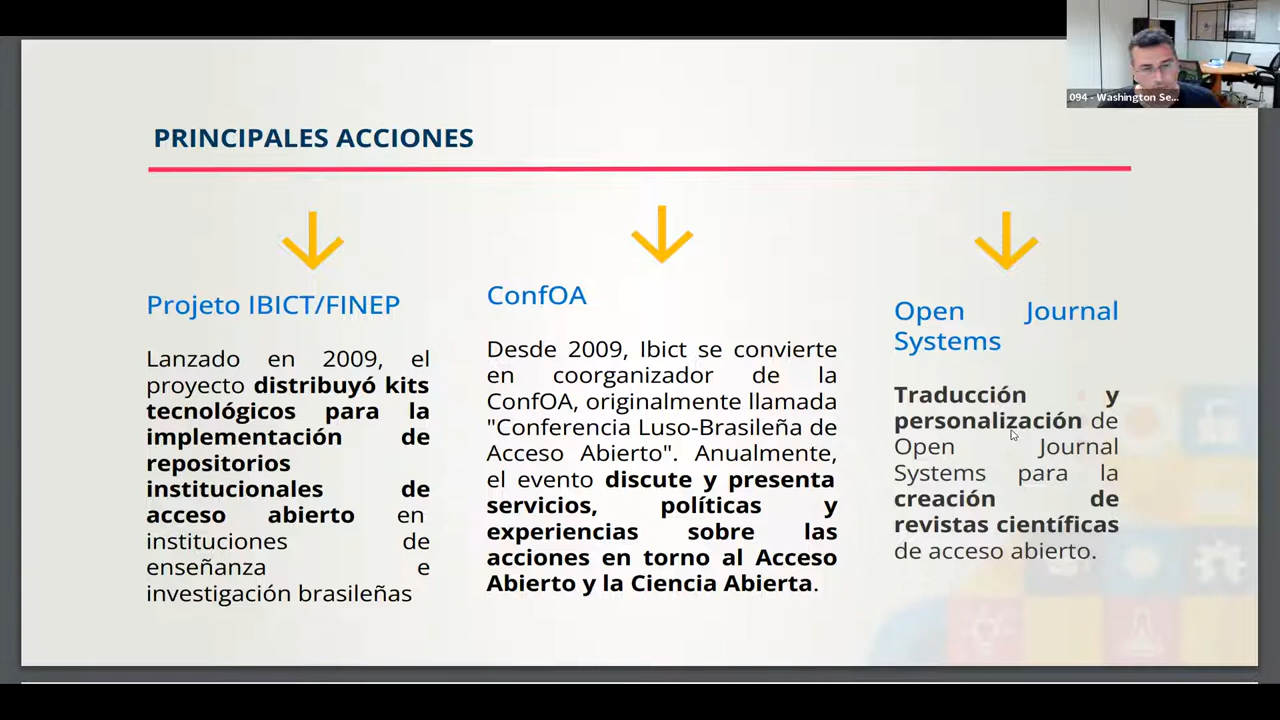 094 - Washington Se...
PRINCIPALES ACCIONES
Projeto IBICT/FINEP
Lanzado en 2009, el
proyecto distribuyó kits
tecnológicos para la
implementación de
repositorios
institucionales de
acceso abierto en
instituciones de
enseñanza e
investigación brasileñas
ConfOA
Desde 2009, Ibict se convierte
en coorganizador de la
ConfOA, originalmente llamada
"Conferencia Luso-Brasileña de
Acceso Abierto". Anualmente,
el evento discute y presenta
servicios, políticas y
experiencias sobre las
acciones en torno al Acceso
Abierto y la Ciencia Abierta.
Open Journal
Systems
Traducción y
personalización de
Open Journal
Systems para la
creación de
revistas científicas
de acceso abierto.